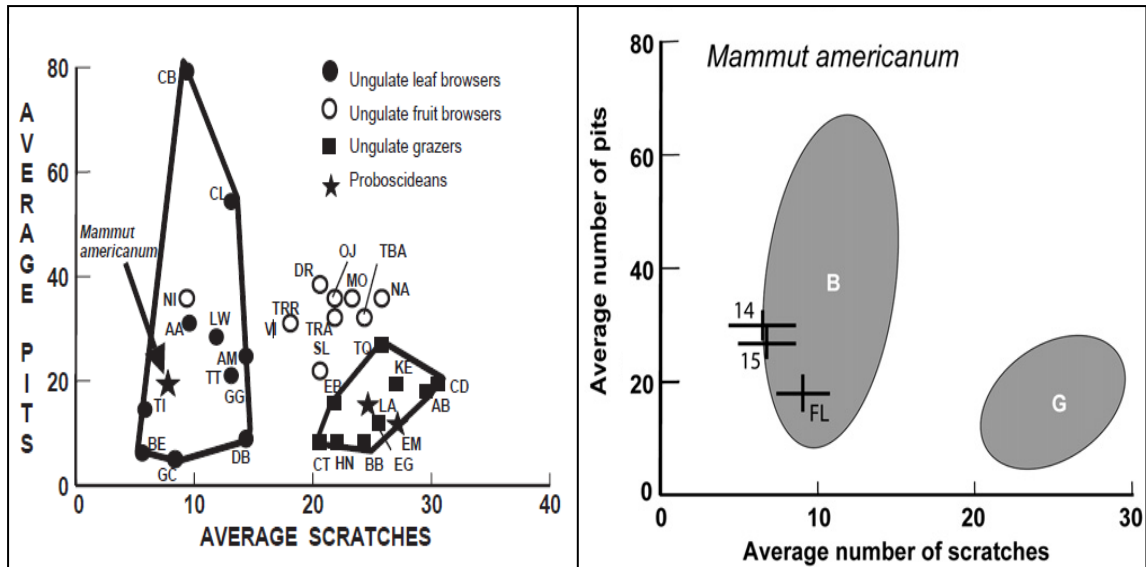 AVERAGE PITS
80
60
40
20
0
0
10
20
30
40
AVERAGE SCRATCHES
Ungulate leaf browsers
Ungulate fruit browsers
Ungulate grazers
Proboscideans
Mammut
americanum
CB
CL
NI
AA
LW
AM
TT
GG
TI
BE
GC
DB
DR
OJ
MO
TBA
NA
TRR
VI
TRA
SL
TO
KE
CD
EB
LA
AB
EM
CT
HN
BB
EG
Mammut americanum
Average number of pits
80
60
40
20
0
0
10
20
30
Average number of scratches
14
15
FL
B
G